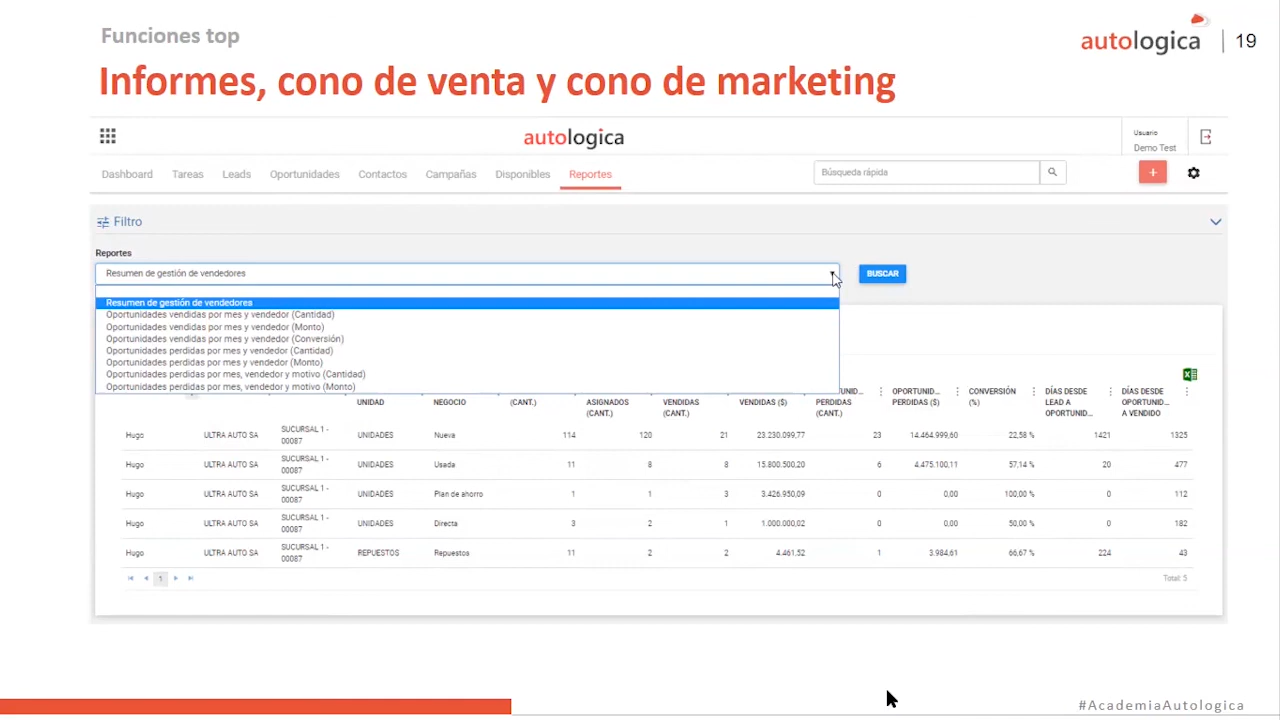 Funciones top
autologica
19
Informes, cono de venta y cono de marketing
autologica
Usuario
Demo Test
Dashboard Tareas Leads Oportunidades Contactos Campañas Disponibles Reportes
Búsqueda rápida
+
Filtro
Reportes
Resumen de gestión de vendedores
BUSCAR
Resumen de gestión de vendedores
Oportunidades vendidas por mes y vendedor (Cantidad)
Oportunidades vendidas por mes y vendedor (Monto)
Oportunidades vendidas por mes y vendedor (Conversión)
Oportunidades perdidas por mes y vendedor (Cantidad)
Oportunidades perdidas por mes y vendedor (Monto)
Oportunidades perdidas por mes, vendedor y motivo (Cantidad)
Oportunidades perdidas por mes, vendedor y motivo (Monto)
UNIDAD NEGOCIO (CANT.) ASIGNADOS (CANT.) VENDIDAS (CANT.) VENDIDAS ($) UNID... PERDIDAS (CANT.) OPORTUNID... PERDIDAS ($) CONVERSIÓN (%) DÍAS DESDE LEAD A OPORTUNID... DÍAS DESDE OPORTUNID... A VENDIDO
Hugo ULTRA AUTO SA SUCURSAL 1 - 00087 UNIDADES Nueva 114 120 21 23.230.099,77 23 14.464.999,60 22,58 % 1421 1325
Hugo ULTRA AUTO SA SUCURSAL 1 - 00087 UNIDADES Usada 11 8 8 15.800.500,20 6 4.475.100,11 57,14 % 20 477
Hugo ULTRA AUTO SA SUCURSAL 1 - 00087 UNIDADES Plan de ahorro 1 1 3 3.426.950,09 0 0,00 100,00 % 0 112
Hugo ULTRA AUTO SA SUCURSAL 1 - 00087 UNIDADES Directa 3 2 1 1.000.000,02 0 0,00 50,00 % 0 182
Hugo ULTRA AUTO SA SUCURSAL 1 - 00087 REPUESTOS Repuestos 11 2 2 4.461,52 1 3.984,61 66,67 % 224 43
1
Total: 5
#AcademiaAutologica